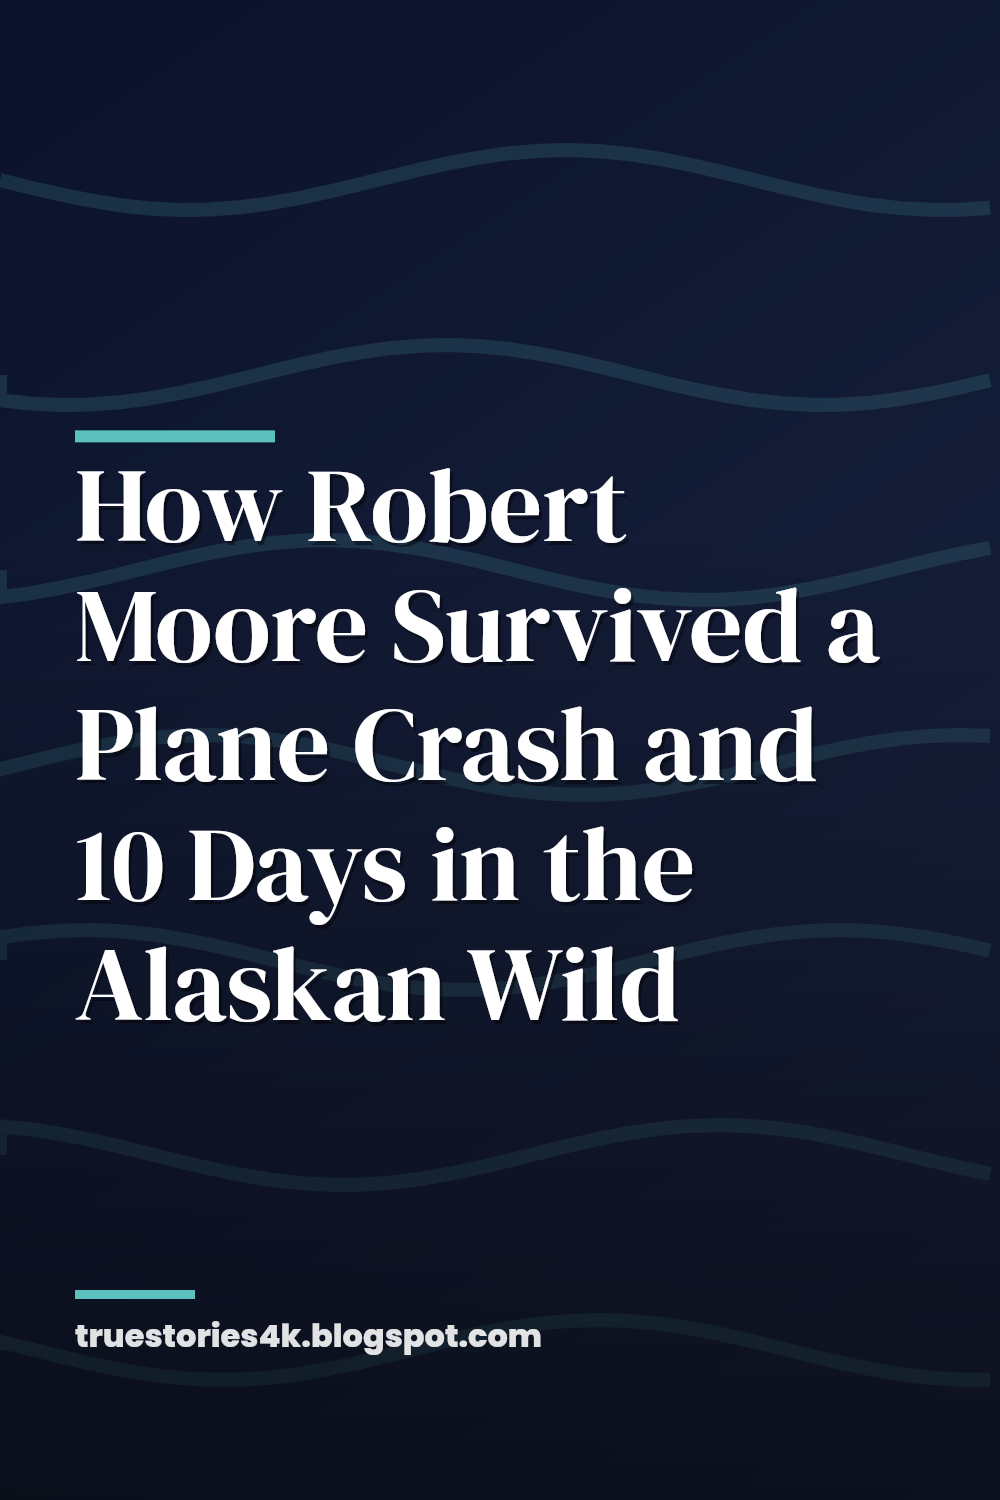 How Robert
Moore Survived a
Plane Crash and
10 Days in the
Alaskan Wild
truestories4k.blogspot.com